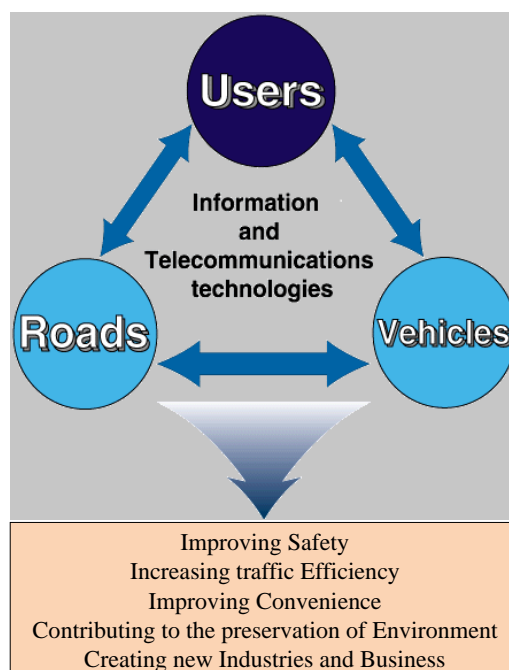 Users
Information
and
Telecommunications
technologies
Roads
Vehicles
Improving Safety
Increasing traffic Efficiency
Improving Convenience
Contributing to the preservation of Environment
Creating new Industries and Business